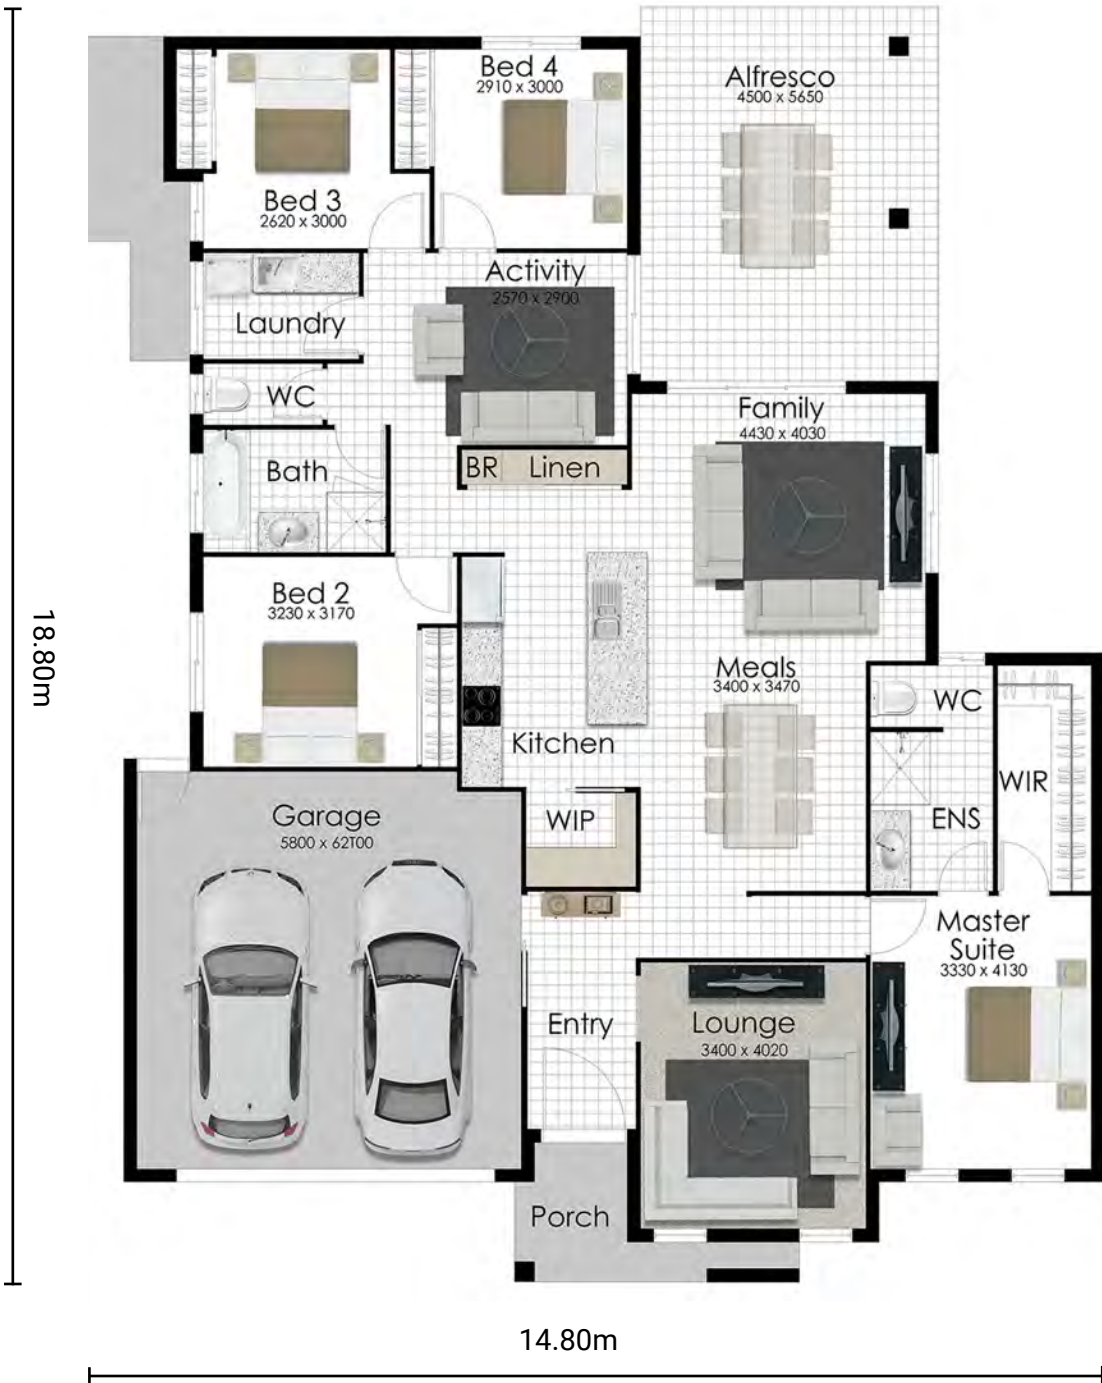 Bed 4
2910 x 3000
Alfresco
4500 x 5650
Bed 3
2620 x 3000
Activity
2570 x 2900
Laundry
WC
Family
4430 x 4030
Bath
BR
Linen
Bed 2
3230 x 3170
18.80m
Meals
3400 x 3470
WC
Kitchen
WIR
Garage
5800 x 62T00
WIP
ENS
Master
Suite
3330 x 4130
Entry
Lounge
3400 x 4020
Porch
14.80m